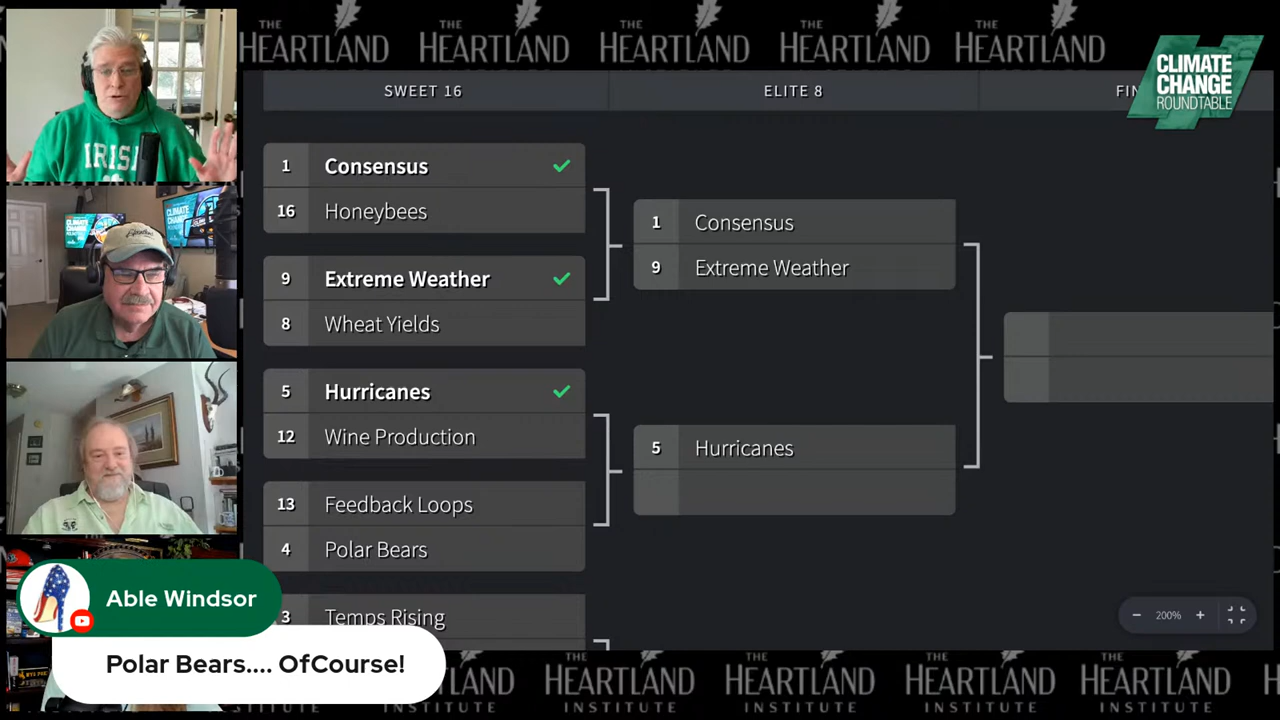 THE HEARTLAND
THE HEARTLAND
THE HEARTLAND
THE HEARTLAND
THE HEARTLAND
CLIMATE
CHANGE
ROUNDTABLE
IRISH
SWEET 16
ELITE 8
FIN
1 Consensus
16 Honeybees
9 Extreme Weather
8 Wheat Yields
5 Hurricanes
12 Wine Production
13 Feedback Loops
4 Polar Bears
3 Temps Rising
1 Consensus
9 Extreme Weather
5 Hurricanes
200%
Able Windsor
Polar Bears.... OfCourse!
THE
HEARTLAND
INSTITUTE
THE
HEARTLAND
INSTITUTE
THE
HEARTLAND
INSTITUTE
THE
HEARTLAND
INSTITUTE